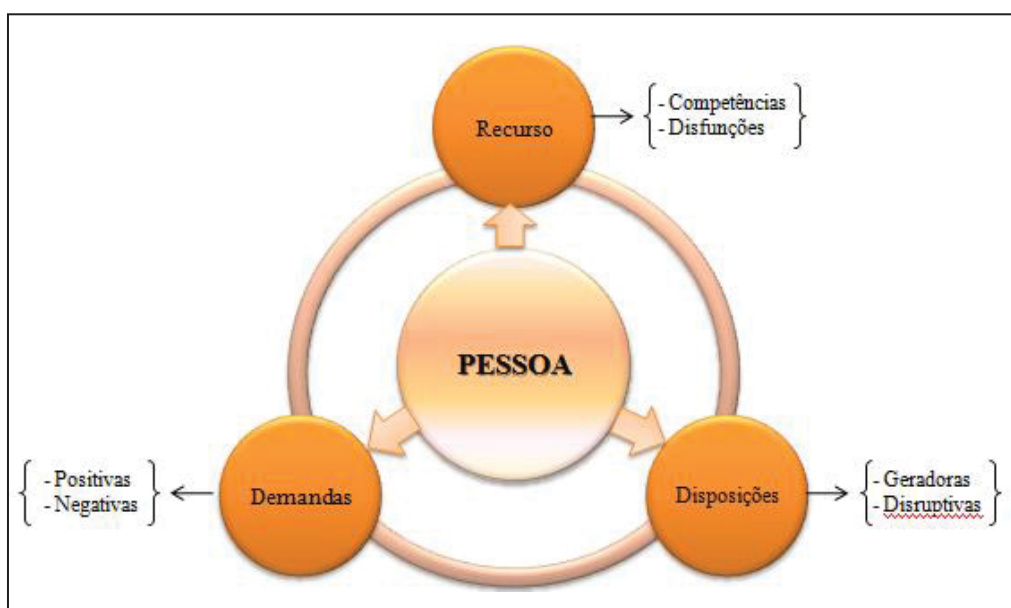 Recurso
- Competências
- Disfunções
PESSOA
- Positivas
- Negativas
Demandas
Disposições
- Geradoras
- Disruptivas